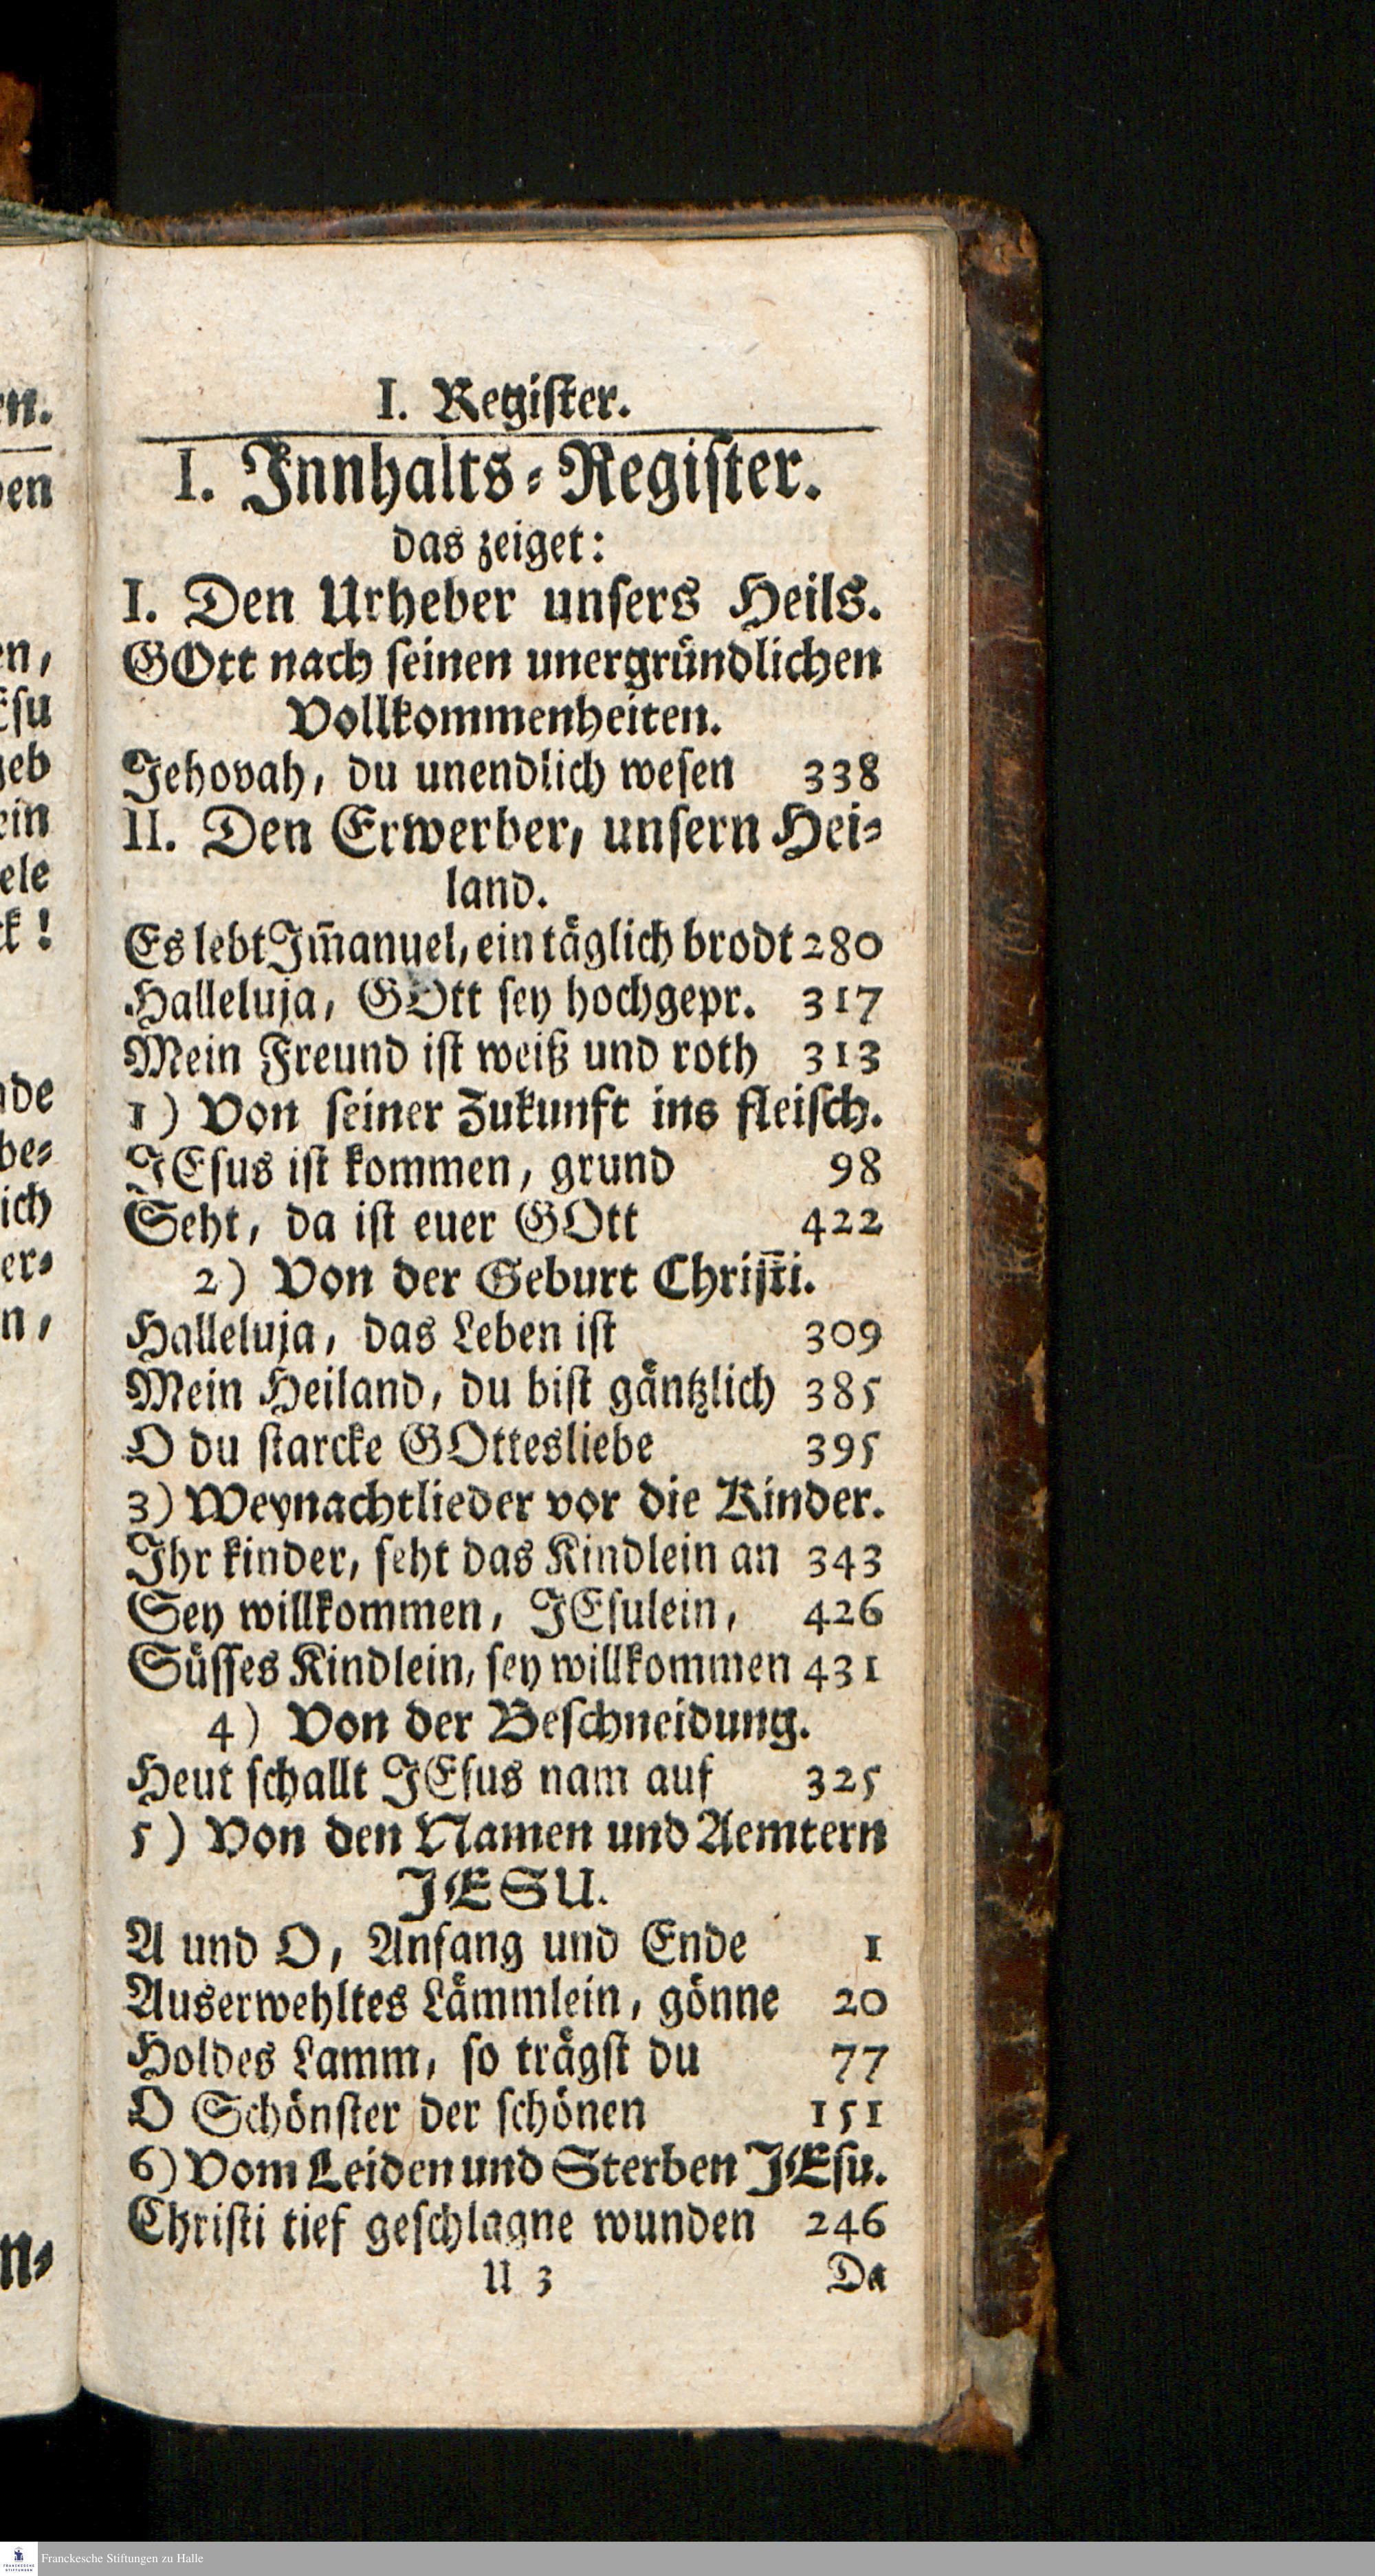 I. Register.
I. Innhalts-Register.
das zeiget:
I. Den Urheber unsers Heils.
GOtt nach seinen unergründlichen
Vollkommenheiten.
Jehovah, du unendlich wesen 338
II. Den Erwerber, unsern Hei-
land.
Es lebt Im̃anuel, ein täglich brodt 280
Halleluja, GOtt sey hochgepr. 317
Mein Freund ist weiß und roth 313
1) Von seiner Zukunft ins fleisch.
JEsus ist kommen, grund 98
Seht, da ist euer GOtt 422
2) Von der Geburt Christi.
Halleluja, das Leben ist 309
Mein Heiland, du bist gäntzlich 385
O du starcke GOttesliebe 395
3) Weynachtlieder vor die Kinder.
Ihr kinder, seht das Kindlein an 343
Sey willkommen, JEsulein, 426
Süsses Kindlein, sey willkommen 431
4) Von der Beschneidung.
Heut schallt JEsus nam auf 325
5) Von den Namen und Aemtern
JESU.
A und O, Anfang und Ende 1
Auserwehltes Lämmlein, gönne 20
Holdes Lamm, so trägst du 77
O Schönster der schönen 151
6) Vom Leiden und Sterben JEsu.
Christi tief geschlagne wunden 246
U 3 Da
Franckesche Stiftungen zu Halle